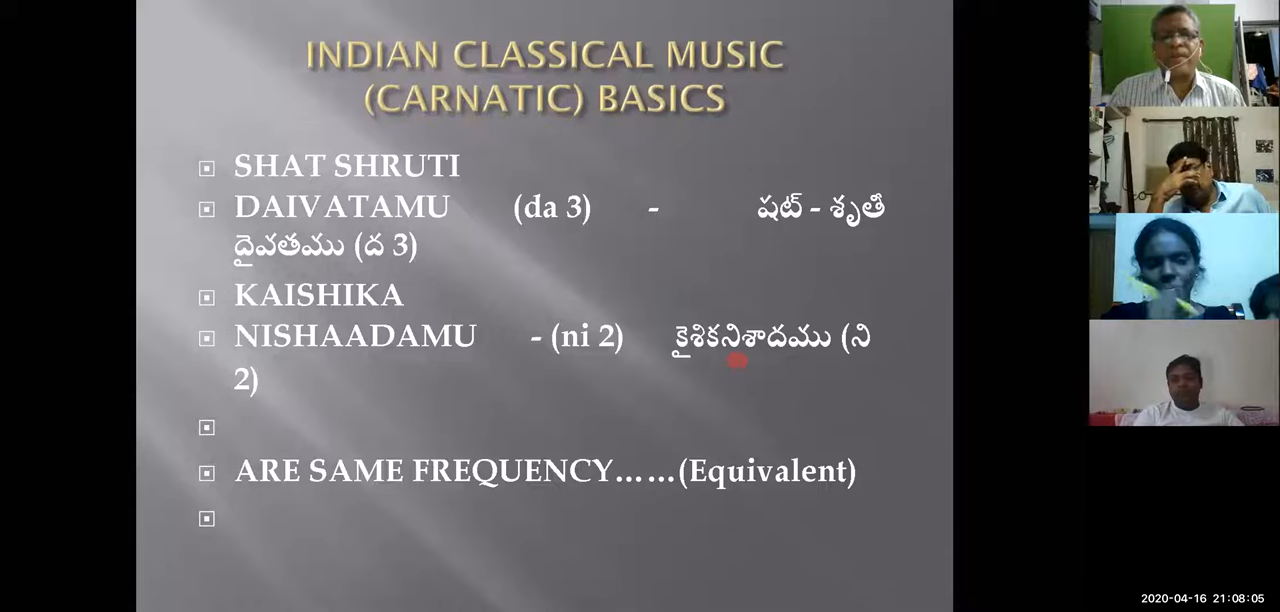 INDIAN CLASSICAL MUSIC
(CARNATIC) BASICS
SHAT SHRUTI
DAIVATAMU (da 3) - షట్ - శృతి
దైవతము (ద 3)
KAISHIKA
NISHAADAMU - (ni 2) కైశికనిశాదము (ని
2)
ARE SAME FREQUENCY......(Equivalent)
2020-04-16 21:08:05